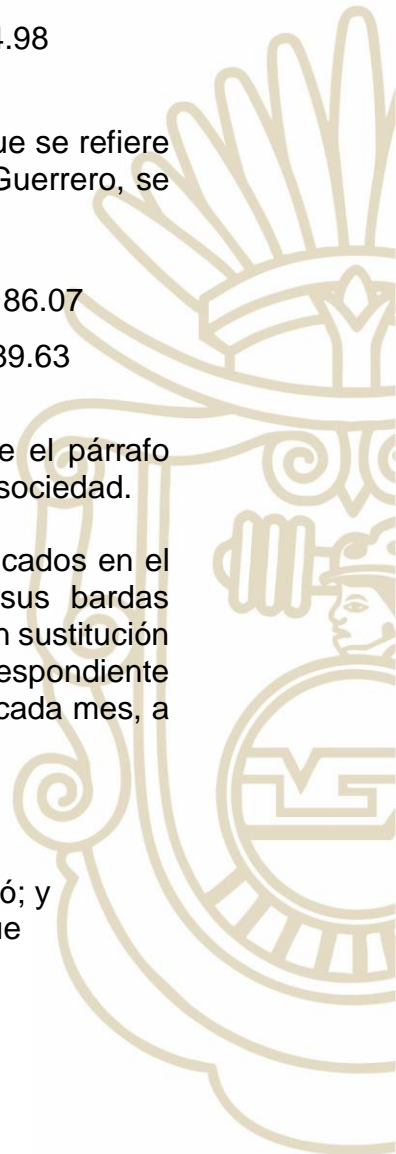 4.98
ue se refiere
Guerrero, se
86.07
39.63
e el párrafo
sociedad.
cados en el
sus bardas
n sustitución
espondiente
cada mes, a
ó; y
ue